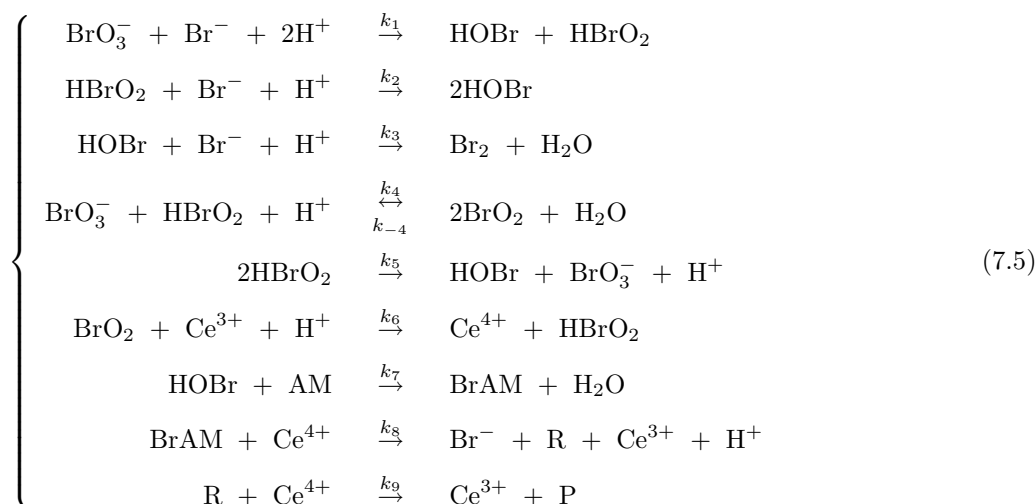 BrO₃⁻ + Br⁻ + 2H⁺ →^{k₁} HOBr + HBrO₂
HBrO₂ + Br⁻ + H⁺ →^{k₂} 2HOBr
HOBr + Br⁻ + H⁺ →^{k₃} Br₂ + H₂O
BrO₃⁻ + HBrO₂ + H⁺ ↔^{k₄}_{k₋₄} 2BrO₂ + H₂O
2HBrO₂ →^{k₅} HOBr + BrO₃⁻ + H⁺ (7.5)
BrO₂ + Ce³⁺ + H⁺ →^{k₆} Ce⁴⁺ + HBrO₂
HOBr + AM →^{k₇} BrAM + H₂O
BrAM + Ce⁴⁺ →^{k₈} Br⁻ + R + Ce³⁺ + H⁺
R + Ce⁴⁺ →^{k₉} Ce³⁺ + P